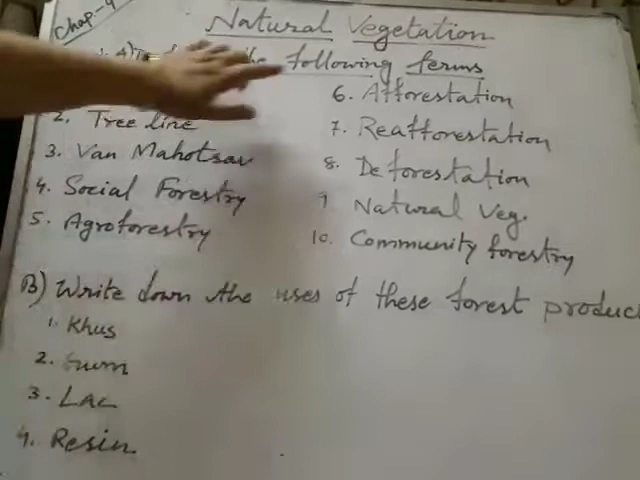 Chap-9
Natural Vegetation
A) the following terms
2. Tree line
3. Van Mahotsav
4. Social Forestry
5. Agroforestry
6. Afforestation
7. Reafforestation
8. Deforestation
9 Natural Veg.
10. Community forestry
B) Write down the uses of these forest produc
1. Khus
2. Gum
3. Lac
4. Resin